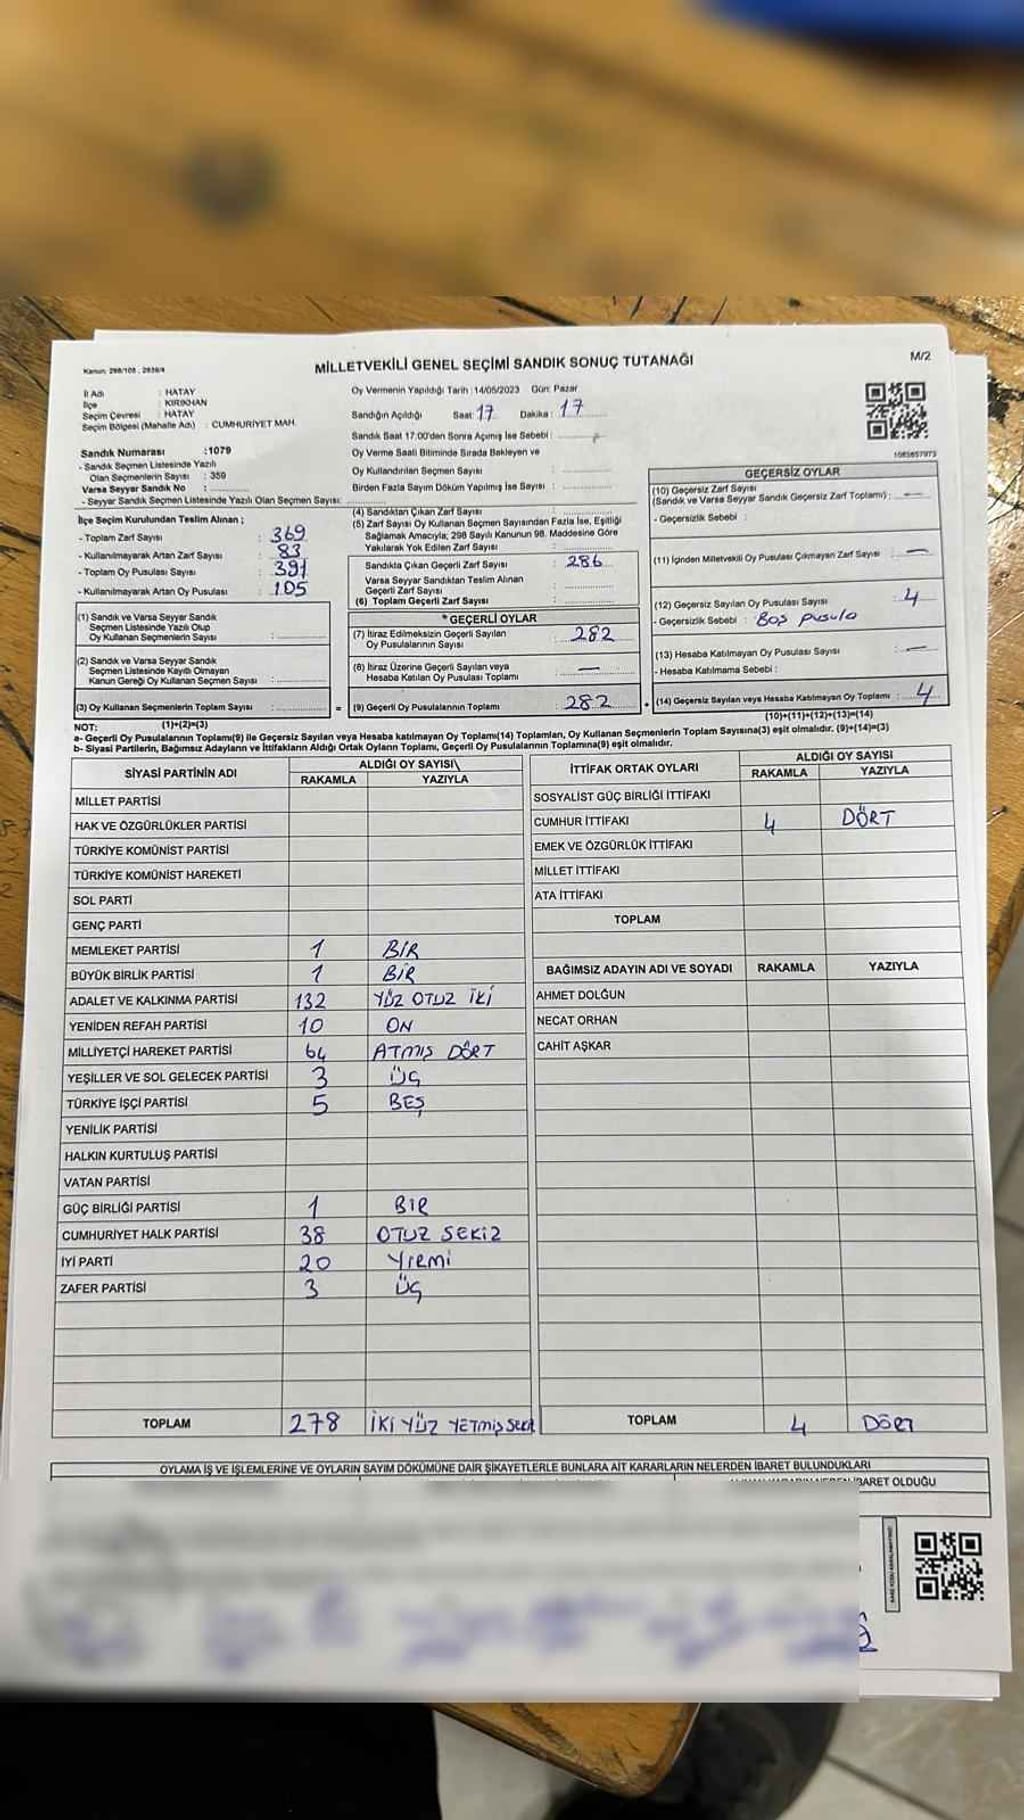 Kanun: 298/105 , 2839/4
MİLLETVEKİLİ GENEL SEÇİMİ SANDIK SONUÇ TUTANAĞI
M/2
İl Adı : HATAY
İlçe : KIRIKHAN
Seçim Çevresi : HATAY
Seçim Bölgesi (Mahalle Adı) : CUMHURİYET MAH.
Sandık Numarası :1079
- Sandık Seçmen Listesinde Yazılı
Olan Seçmenlerin Sayısı : 359
Varsa Seyyar Sandık No :
- Seyyar Sandık Seçmen Listesinde Yazılı Olan Seçmen Sayısı:
Oy Vermenin Yapıldığı Tarih :14/05/2023 Gün: Pazar
Sandığın Açıldığı Saat: 17 Dakika : 17
Sandık Saat 17:00'den Sonra Açımış İse Sebebi :
Oy Verme Saati Bitiminde Sırada Bekleyen ve
Oy Kullandırılan Seçmen Sayısı :
Birden Fazla Sayım Döküm Yapılmış İse Sayısı :
1083657973
İlçe Seçim Kurulundan Teslim Alınan ;
- Toplam Zarf Sayısı : 369
- Kullanılmayarak Artan Zarf Sayısı : 83
- Toplam Oy Pusulası Sayısı : 391
- Kullanılmayarak Artan Oy Pusulası : 105
(4) Sandıktan Çıkan Zarf Sayısı :
(5) Zarf Sayısı Oy Kullanan Seçmen Sayısından Fazla İse, Eşitliği
Sağlamak Amacıyla; 298 Sayılı Kanunun 98. Maddesine Göre
Yakılarak Yok Edilen Zarf Sayısı :
Sandıkta Çıkan Geçerli Zarf Sayısı : 286
Varsa Seyyar Sandıktan Teslim Alınan
Geçerli Zarf Sayısı :
(6) Toplam Geçerli Zarf Sayısı :
GEÇERSİZ OYLAR
(10) Geçersiz Zarf Sayısı
(Sandık ve Varsa Seyyar Sandık Geçersiz Zarf Toplamı) : —
- Geçersizlik Sebebi :
(11) İçinden Milletvekili Oy Pusulası Çıkmayan Zarf Sayısı : —
(12) Geçersiz Sayılan Oy Pusulası Sayısı : 4
- Geçersizlik Sebebi : Boş pusula
(13) Hesaba Katılmayan Oy Pusulası Sayısı : —
- Hesaba Katılmama Sebebi :
(14) Geçersiz Sayılan veya Hesaba Katılmayan Oy Toplamı : 4
(10)+(11)+(12)+(13)=(14)
(1) Sandık ve Varsa Seyyar Sandık
Seçmen Listesinde Yazılı Olup
Oy Kullanan Seçmenlerin Sayısı :
(2) Sandık ve Varsa Seyyar Sandık
Seçmen Listesinde Kayıtlı Olmayan
Kanun Gereği Oy Kullanan Seçmen Sayısı :
(3) Oy Kullanan Seçmenlerin Toplam Sayısı :
(1)+(2)=(3)
* GEÇERLİ OYLAR
(7) İtiraz Edilmeksizin Geçerli Sayılan
Oy Pusulalarının Sayısı : 282
(8) İtiraz Üzerine Geçerli Sayılan veya
Hesaba Katılan Oy Pusulası Toplamı : —
(9) Geçerli Oy Pusulalarının Toplamı : 282
NOT:
a- Geçerli Oy Pusulalarının Toplamı(9) ile Geçersiz Sayılan veya Hesaba katılmayan Oy Toplamı(14) Toplamları, Oy Kullanan Seçmenlerin Toplam Sayısına(3) eşit olmalıdır. (9)+(14)=(3)
b- Siyasi Partilerin, Bağımsız Adayların ve İttifakların Aldığı Ortak Oyların Toplamı, Geçerli Oy Pusulalarının Toplamına(9) eşit olmalıdır.
SİYASİ PARTİNİN ADI ALDIĞI OY SAYISI
RAKAMLA YAZIYLA
MİLLET PARTİSİ
HAK VE ÖZGÜRLÜKLER PARTİSİ
TÜRKİYE KOMÜNİST PARTİSİ
TÜRKİYE KOMÜNİST HAREKETİ
SOL PARTİ
GENÇ PARTİ
MEMLEKET PARTİSİ 1 BİR
BÜYÜK BİRLİK PARTİSİ 1 BİR
ADALET VE KALKINMA PARTİSİ 132 YÜZ OTUZ İKİ
YENİDEN REFAH PARTİSİ 10 ON
MİLLİYETÇİ HAREKET PARTİSİ 64 ATMIŞ DÖRT
YEŞİLLER VE SOL GELECEK PARTİSİ 3 ÜÇ
TÜRKİYE İŞÇİ PARTİSİ 5 BEŞ
YENİLİK PARTİSİ
HALKIN KURTULUŞ PARTİSİ
VATAN PARTİSİ
GÜÇ BİRLİĞİ PARTİSİ 1 BİR
CUMHURİYET HALK PARTİSİ 38 OTUZ SEKİZ
İYİ PARTİ 20 YİRMİ
ZAFER PARTİSİ 3 ÜÇ
TOPLAM 278 İKİ YÜZ YETMİŞ SEKİ
İTTİFAK ORTAK OYLARI ALDIĞI OY SAYISI
RAKAMLA YAZIYLA
SOSYALİST GÜÇ BİRLİĞİ İTTİFAKI
CUMHUR İTTİFAKI 4 DÖRT
EMEK VE ÖZGÜRLÜK İTTİFAKI
MİLLET İTTİFAKI
ATA İTTİFAKI
TOPLAM
BAĞIMSIZ ADAYIN ADI VE SOYADI RAKAMLA YAZIYLA
AHMET DOLĞUN
NECAT ORHAN
CAHİT AŞKAR
TOPLAM 4 DÖRT
OYLAMA İŞ VE İŞLEMLERİNE VE OYLARIN SAYIM DÖKÜMÜNE DAİR ŞİKAYETLERLE BUNLARA AİT KARARLARIN NELERDEN İBARET BULUNDUKLARI
İBARET OLDUĞU